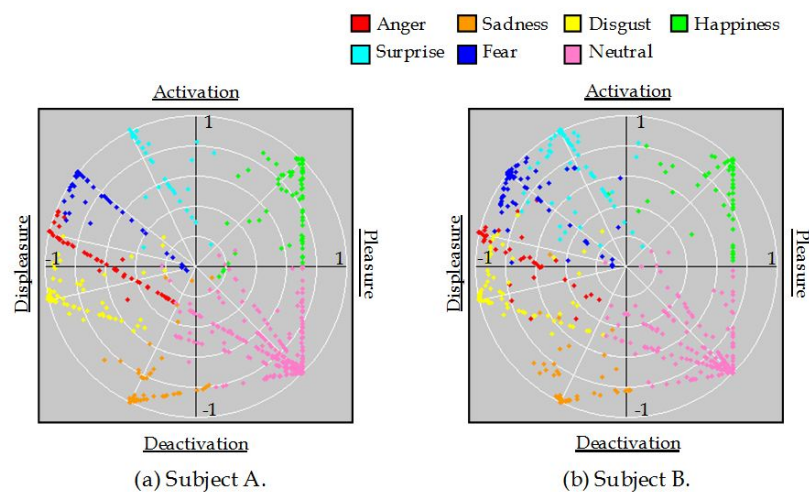 Anger Sadness Disgust Happiness
Surprise Fear Neutral
Activation
1
Displeasure
-1
1
Pleasure
-1
Deactivation
(a) Subject A.
Activation
1
Displeasure
-1
1
Pleasure
-1
Deactivation
(b) Subject B.